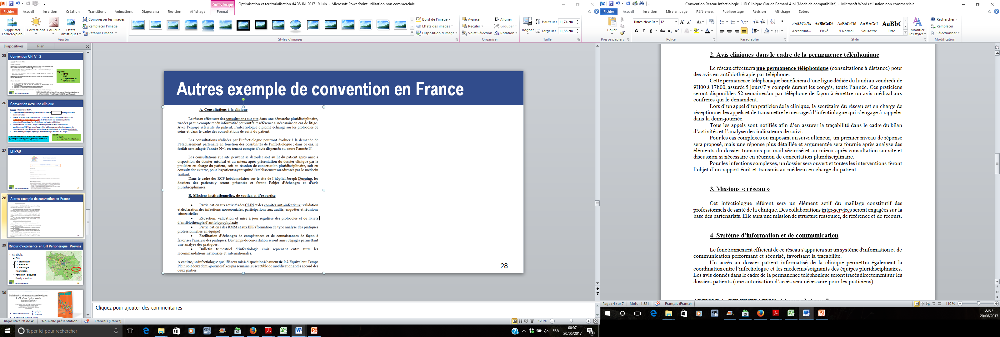 Optimisation et territorialisation dABS JNI 2017 19 juin - Microsoft PowerPoint utilisation non commerciale
Outils Image
Fichier Accueil Insertion Création Transitions Animations Diaporama Révision Affichage Format
Supprimer l'arrière-plan
Corrections
Couleur
Effets artistiques
Compresser les images
Remplacer l'image
Rétablir l'image
Ajuster
Styles d'images
Bord de l'image
Effets des images
Disposition d'image
Avancer
Reculer
Volet Sélection
Aligner
Grouper
Rotation
Organiser
Rogner
Hauteur : 11,74 cm
Largeur : 11,35 cm
Taille
Diapositives Plan
25
Convention CH 77 - 2
Objectifs:
ICATB
EUA
Augmentation de l'offre de soins
26
Convention avec une clinique
27
EHPAD
28
Autres exemple de convention en France
29
Retour d'expérience en CH Périphérique: Provins
• Stratégie:
– EVA:
• Bactériologiste
• Pharmacien
• Infectiologue
– Réanimation
– Formation , plaquette
– Switch, restriction
30
Maîtrise de la résistance aux antibiotiques :
le rôle d'une équipe mobile
d'antibiothérapie
Autres exemple de convention en France
A. Consultations à la clinique
Le réseau effectuera des consultations sur site dans une démarche pluridisciplinaire,
tracées par un compte rendu informatisé pouvant faire référence si nécessaire en cas de litige.
Avec l'équipe référente du patient, l'infectiologue diplômé échange sur les protocoles de
soins et dans le cadre des consultations de suivi du patient.
Les consultations réalisées par l'infectiologue pourront évoluer à la demande de
l'établissement partenaire en fonction des possibilités de l'infectiologue ; dans ce cas, le
forfait sera adapté l'année N+1 en tenant compte d'avis dispensés au cours l'année N.
Les consultations sur site peuvent se dérouler soit au lit du patient après mise à
disposition du dossier médical et au mieux après présentation du dossier clinique par le
praticien en charge du patient, soit en réunion de concertation pluridisciplinaire, soit en
consultation externe, pour les patients ayant quitté l'établissement ou adressés par le médecin
traitant.
Dans le cadre des RCP hebdomadaires sur le site de l'hôpital Joseph Ducuing, les
dossiers des patients y seront présentés et feront l'objet d'échanges et d'avis
pluridisciplinaires.
B. Missions institutionnelles, de soutien et d'expertise
• Participation aux activités des CLIN et des comités anti-infectieux: validation
et déclaration des infections nosocomiales, participations aux audits, enquêtes et réunions
trimestrielles
• Rédaction, validation et mise à jour régulière des protocoles et de livrets
d'antibiothérapie/d'antibioprophylaxie
• Participation à des RMM et aux EPP (formation de type analyse des pratiques
professionnelles en équipe)
• Facilitation d'échanges de compétences et de connaissances de façon à
favoriser l'analyse des pratiques. Des temps de concertation seront ainsi dégagés permettant
une analyse des pratiques.
• Bulletin trimestriel d'infectiologie émis reprenant entre autre les
recommandations nationales et internationales.
A ce titre, un infectiologue qualifié sera mis à disposition à hauteur de 0.2 Equivalent Temps
Plein soit deux demi-journées fixes par semaine, susceptible de modification après accord des
deux parties.
28
Cliquez pour ajouter des commentaires
Diapositive 28 de 41 "Nouvelle présentation" Français (France) 120 %
Taper ici pour rechercher
FRA
00:07
20/06/2017
Convention Reseau Infectiologie HJD Clinique Claude Bernard Albi [Mode de compatibilité] - Microsoft Word utilisation non commerciale
Fichier Accueil Insertion Mise en page Références Publipostage Révision Affichage Zotero
Coller
Presse-papiers
Times New Ro 12
Police
Paragraphe
Accentuat... Élevé ¶ Normal Sous-titre Titre
Style
Modifier les styles
Rechercher
Remplacer
Sélectionner
Modification
2. Avis cliniques dans le cadre de la permanence téléphonique
Le réseau effectuera une permanence téléphonique (consultations à distance) pour
des avis en antibiothérapie par téléphone.
Cette permanence téléphonique bénéficiera d'une ligne dédiée du lundi au vendredi de
9H00 à 17h00, assurée 5 jours/7 y compris durant les congés, toute l'année. Ces praticiens
seront disponibles 52 semaines/an par téléphone de façon à émettre un avis médical aux
confrères qui le demandent.
Lors d'un appel d'un praticien de la clinique, la secrétaire du réseau est en charge de
réceptionner les appels et de transmettre le message à l'infectiologue qui s'engage à rappeler
dans la demi-journée.
Tous les appels sont notifiés afin d'en assurer la traçabilité dans le cadre du bilan
d'activités et l'analyse des indicateurs de suivi.
Pour les cas complexes ou imposant un suivi ultérieur, un premier niveau de réponse
sera proposé, mais une réponse plus détaillée et argumentée sera fournie après analyse des
éléments du dossier transmis par mail sécurisé et au mieux après consultation sur site et
discussion si nécessaire en réunion de concertation pluridisciplinaire.
Pour les infections complexes, un dossier sera ouvert et toutes les interventions feront
l'objet d'un rapport écrit et transmis au médecin en charge du patient.
3. Missions « réseau »
Cet infectiologue référent sera un élément actif du maillage constitutif des
professionnels de santé de la clinique. Des collaborations inter-services seront engagées sur la
base des partenariats. Elle aura une mission de structure ressource, de référence et de recours.
4. Système d'information et de communication
Le fonctionnement efficient de ce réseau s'appuiera sur un système d'information et de
communication performant et sécurisé, favorisant la traçabilité.
Un accès au dossier patient informatisé de la clinique permettra également la
coordination entre l'infectiologue et les médecins/soignants des équipes pluridisciplinaires.
Les avis donnés dans le cadre de la permanence téléphonique seront tracés directement sur les
dossiers patients (une autorisation d'accès sera nécessaire pour les praticiens).
Page : 4 sur 7 Mots : 1 821 Français (France) 110 %
00:07
20/06/2017